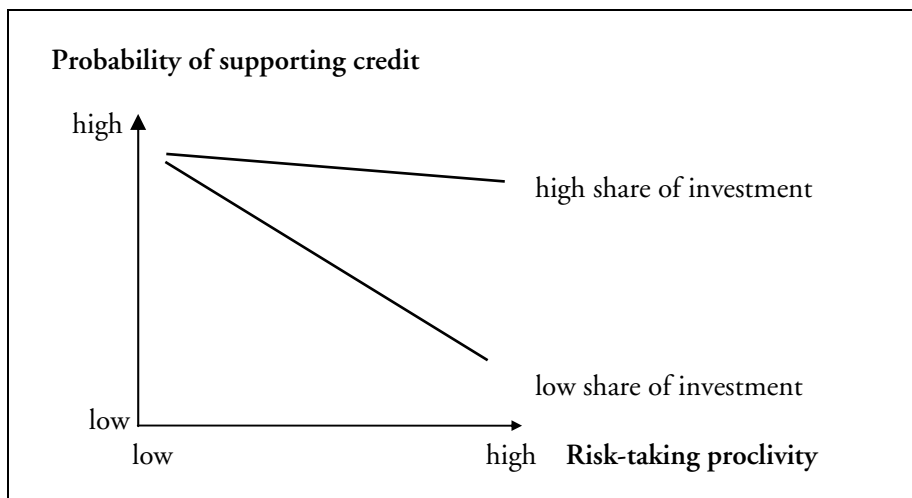 Probability of supporting credit
high
high share of investment
low share of investment
low
low
high
Risk-taking proclivity